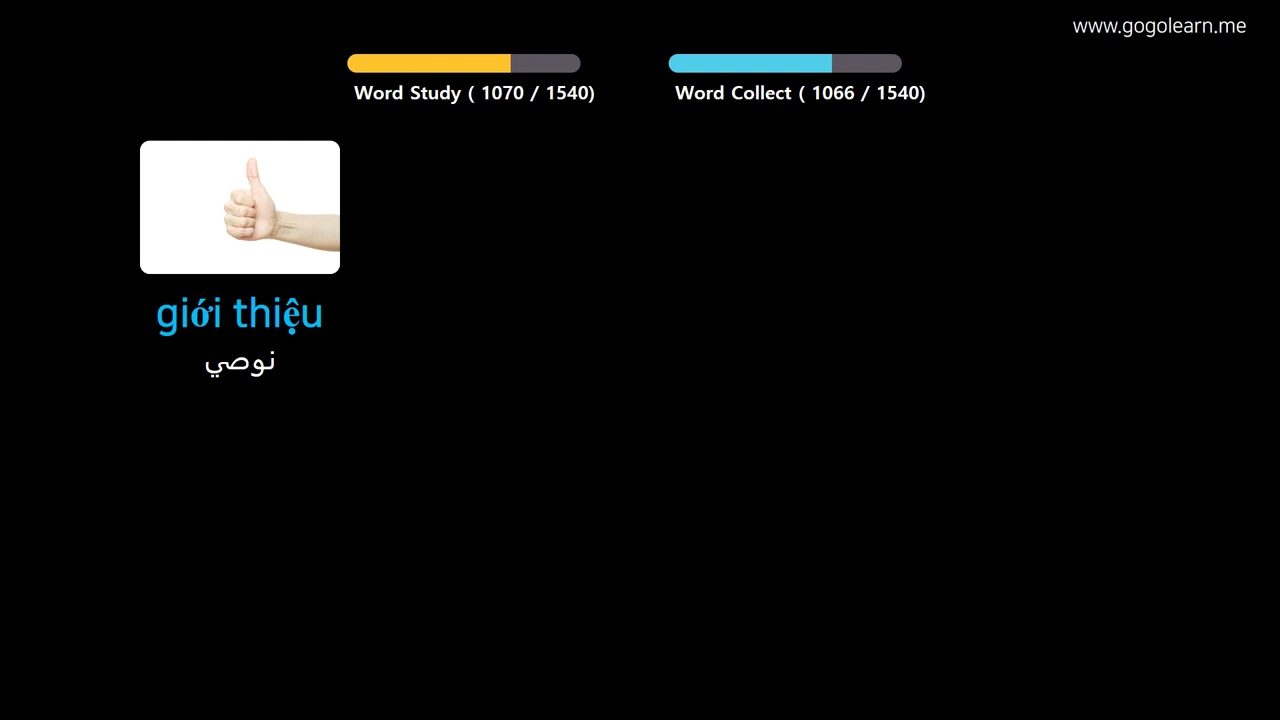 www.gogolearn.me
Word Study ( 1070 / 1540)
Word Collect ( 1066 / 1540)
giới thiệu
نوصي